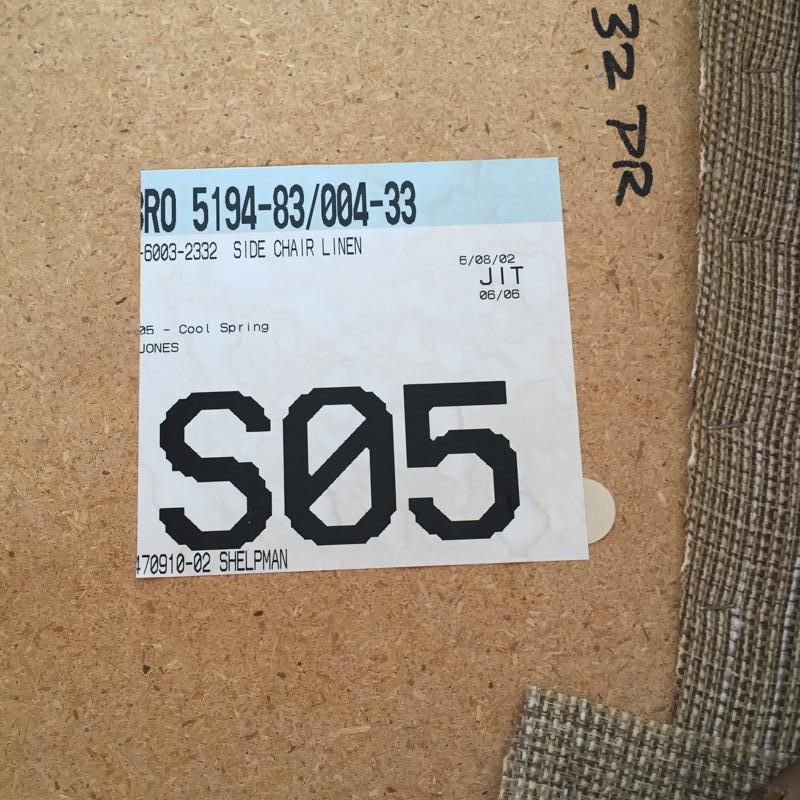 32 PR
BRO 5194-83/004-33
-6003-2332 SIDE CHAIR LINEN
6/08/02
JIT
06/06
05 - Cool Spring
JONES
S05
470910-02 SHELPMAN